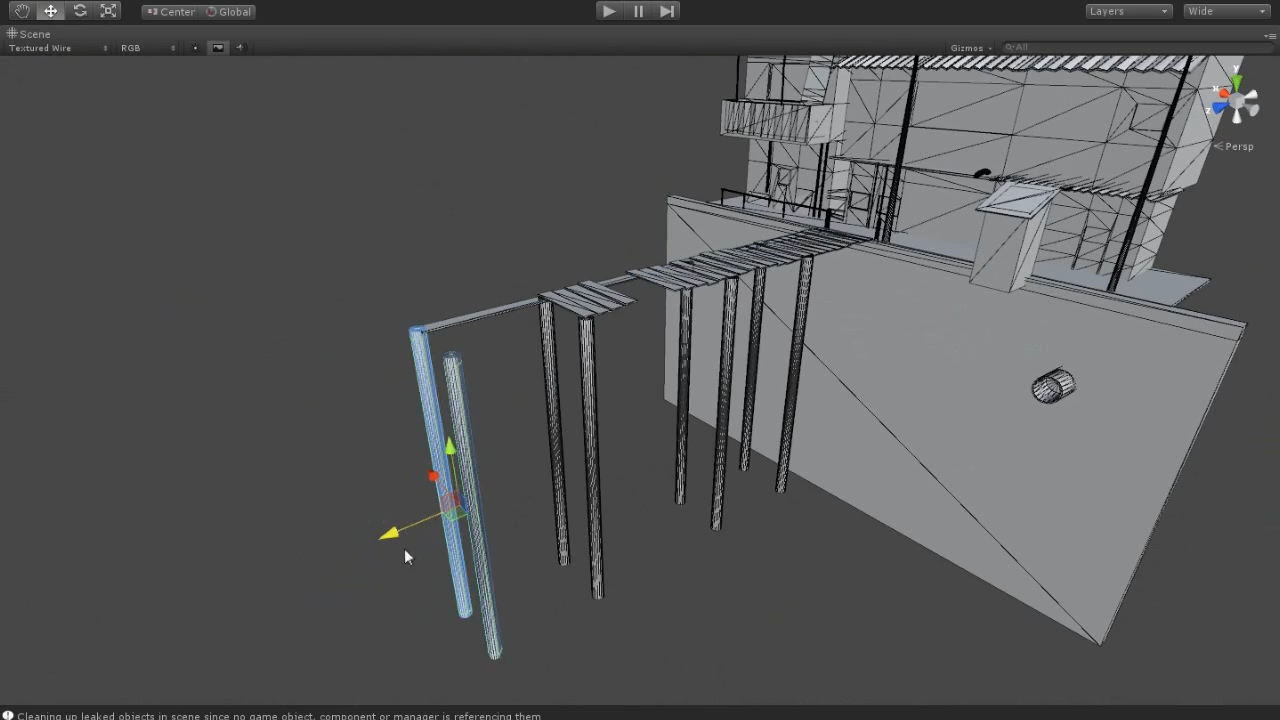 Center Global
Layers
Wide
Scene
Textured Wire
RGB
Gizmos
All
y
x
z
Persp
Cleaning up leaked objects in scene since no game object, component or manager is referencing them